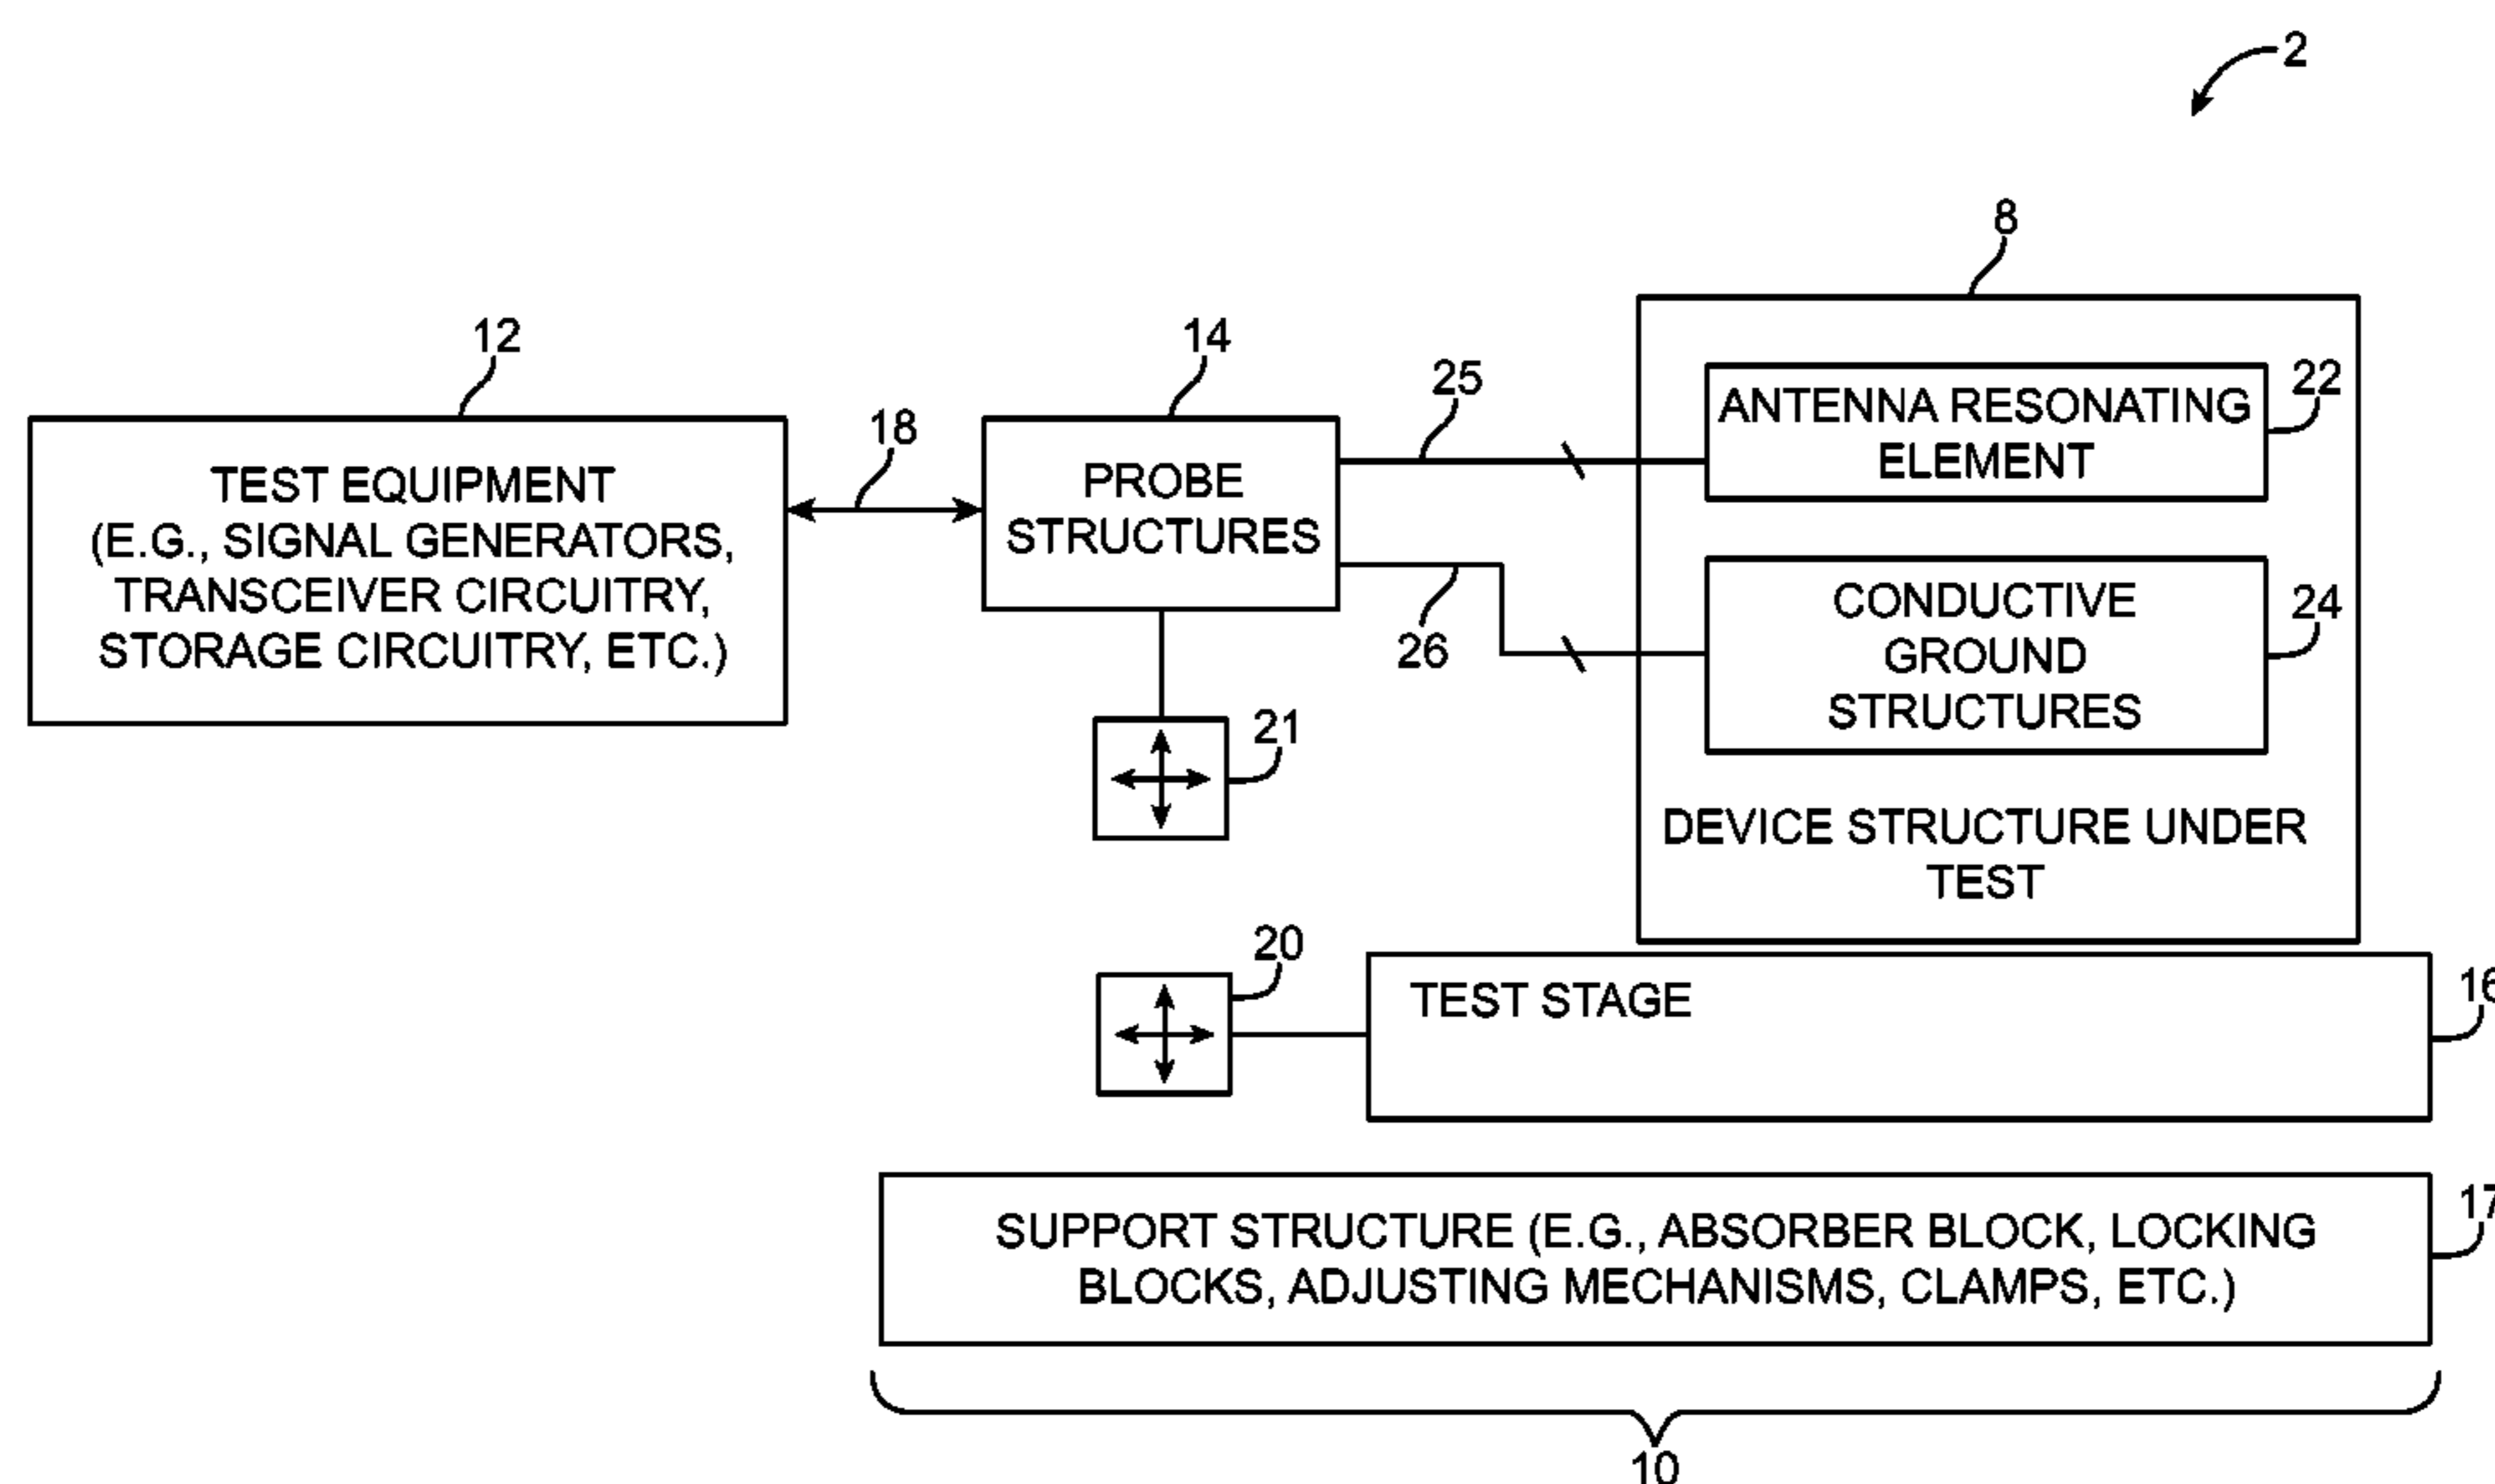 2
8
12
14
25
22
18
ANTENNA RESONATING
ELEMENT
TEST EQUIPMENT
(E.G., SIGNAL GENERATORS,
TRANSCEIVER CIRCUITRY,
STORAGE CIRCUITRY, ETC.)
PROBE
STRUCTURES
26
CONDUCTIVE
GROUND
STRUCTURES
24
21
DEVICE STRUCTURE UNDER
TEST
20
TEST STAGE
16
SUPPORT STRUCTURE (E.G., ABSORBER BLOCK, LOCKING
BLOCKS, ADJUSTING MECHANISMS, CLAMPS, ETC.)
17
10